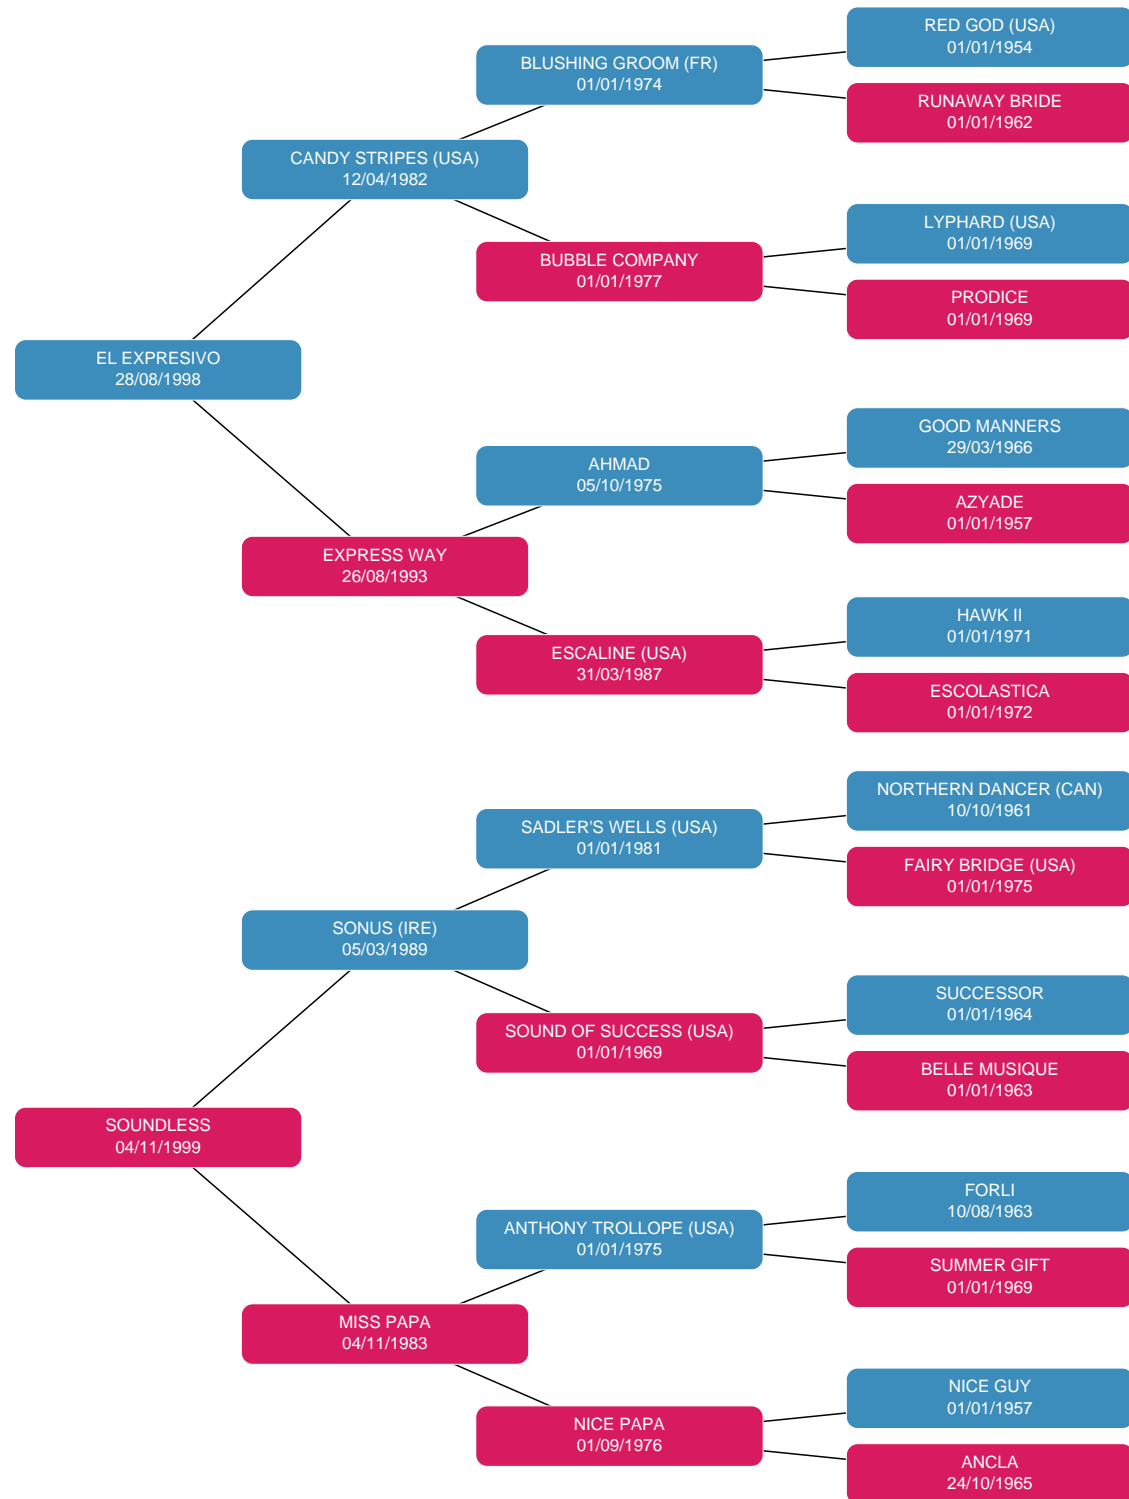 RED GOD (USA)
01/01/1954
BLUSHING GROOM (FR)
01/01/1974
RUNAWAY BRIDE
01/01/1962
CANDY STRIPES (USA)
12/04/1982
LYPHARD (USA)
01/01/1969
BUBBLE COMPANY
01/01/1977
PRODICE
01/01/1969
EL EXPRESIVO
28/08/1998
GOOD MANNERS
29/03/1966
AHMAD
05/10/1975
AZYADE
01/01/1957
EXPRESS WAY
26/08/1993
HAWK II
01/01/1971
ESCALINE (USA)
31/03/1987
ESCOLASTICA
01/01/1972
NORTHERN DANCER (CAN)
10/10/1961
SADLER'S WELLS (USA)
01/01/1981
FAIRY BRIDGE (USA)
01/01/1975
SONUS (IRE)
05/03/1989
SUCCESSOR
01/01/1964
SOUND OF SUCCESS (USA)
01/01/1969
BELLE MUSIQUE
01/01/1963
SOUNDLESS
04/11/1999
FORLI
10/08/1963
ANTHONY TROLLOPE (USA)
01/01/1975
SUMMER GIFT
01/01/1969
MISS PAPA
04/11/1983
NICE GUY
01/01/1957
NICE PAPA
01/09/1976
ANCLA
24/10/1965